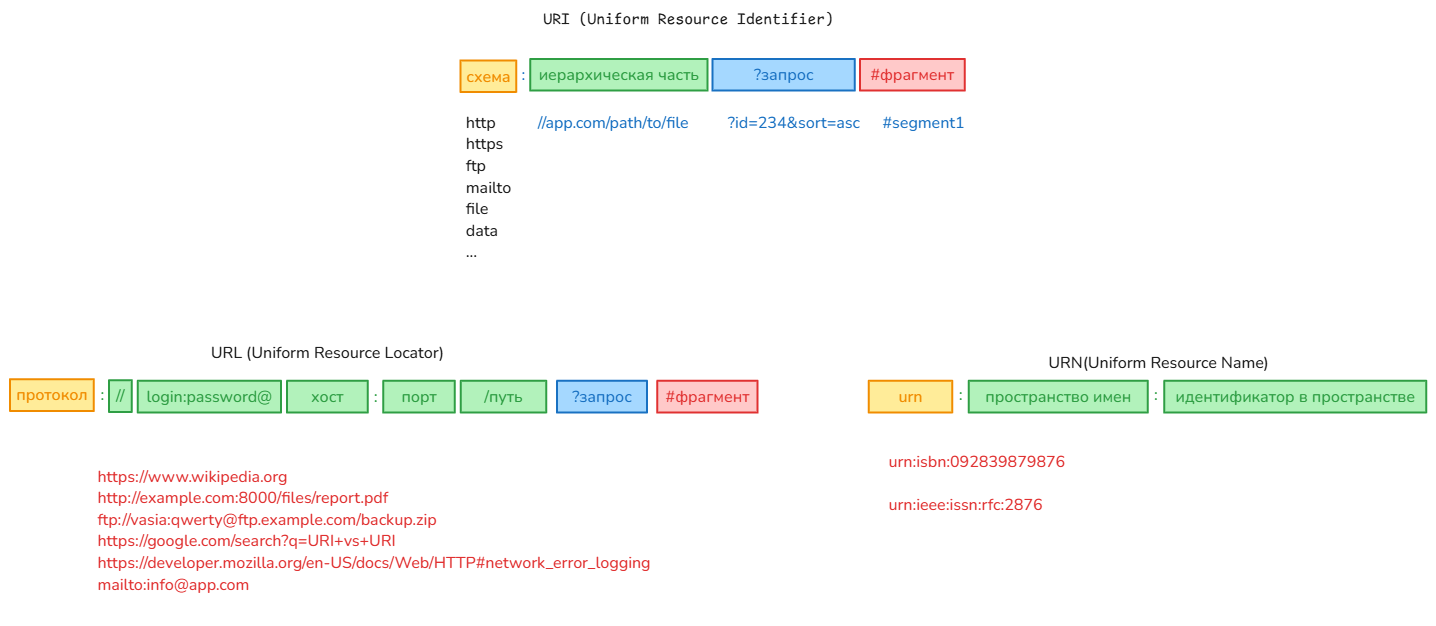 URI (Uniform Resource Identifier)
схема : иерархическая часть ?запрос #фрагмент
http //app.com/path/to/file ?id=234&sort=asc #segment1
https
ftp
mailto
file
data
...
URL (Uniform Resource Locator)
протокол : // login:password@ хост : порт /путь ?запрос #фрагмент
https://www.wikipedia.org
http://example.com:8000/files/report.pdf
ftp://vasia:qwerty@ftp.example.com/backup.zip
https://google.com/search?q=URI+vs+URI
https://developer.mozilla.org/en-US/docs/Web/HTTP#network_error_logging
mailto:info@app.com
URN(Uniform Resource Name)
urn : пространство имен : идентификатор в пространстве
urn:isbn:092839879876
urn:ieee:issn:rfc:2876